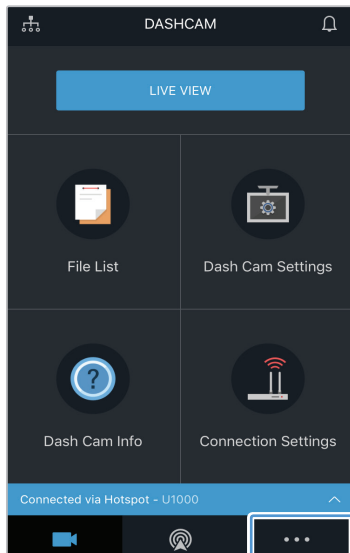 DASHCAM
LIVE VIEW
File List
Dash Cam Settings
?
Dash Cam Info
Connection Settings
Connected via Hotspot - U1000